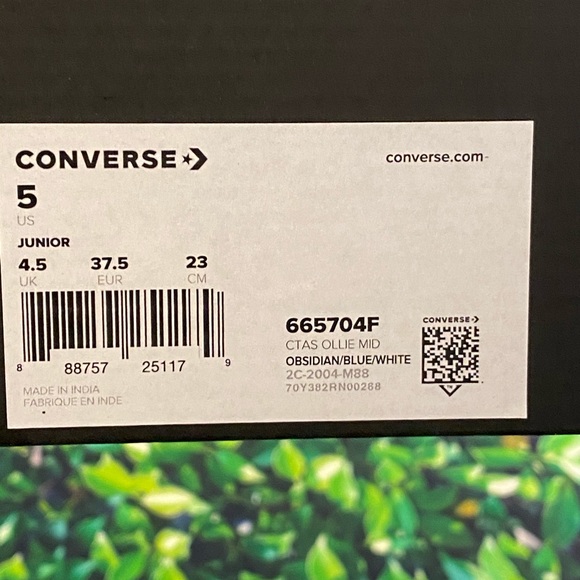 CONVERSE
converse.com
5
US
JUNIOR
4.5 37.5 23
UK EUR CM
8 88757 25117 9
MADE IN INDIA
FABRIQUE EN INDE
665704F
CTAS OLLIE MID
OBSIDIAN/BLUE/WHITE
2C-2004-M88
70Y382RN00288
CONVERSE